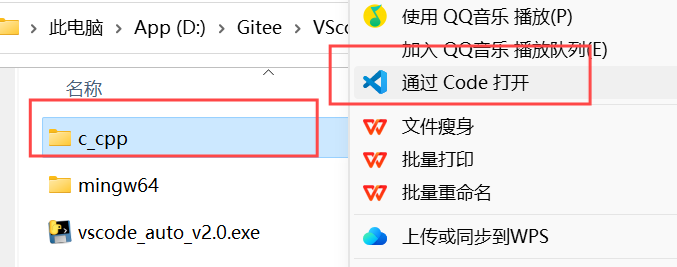 此电脑 > App (D:) > Gitee > VSc
名称
c_cpp
mingw64
vscode_auto_v2.0.exe
使用 QQ音乐 播放(P)
加入 QQ音乐 播放队列(E)
通过 Code 打开
文件瘦身
批量打印
批量重命名
上传或同步到WPS